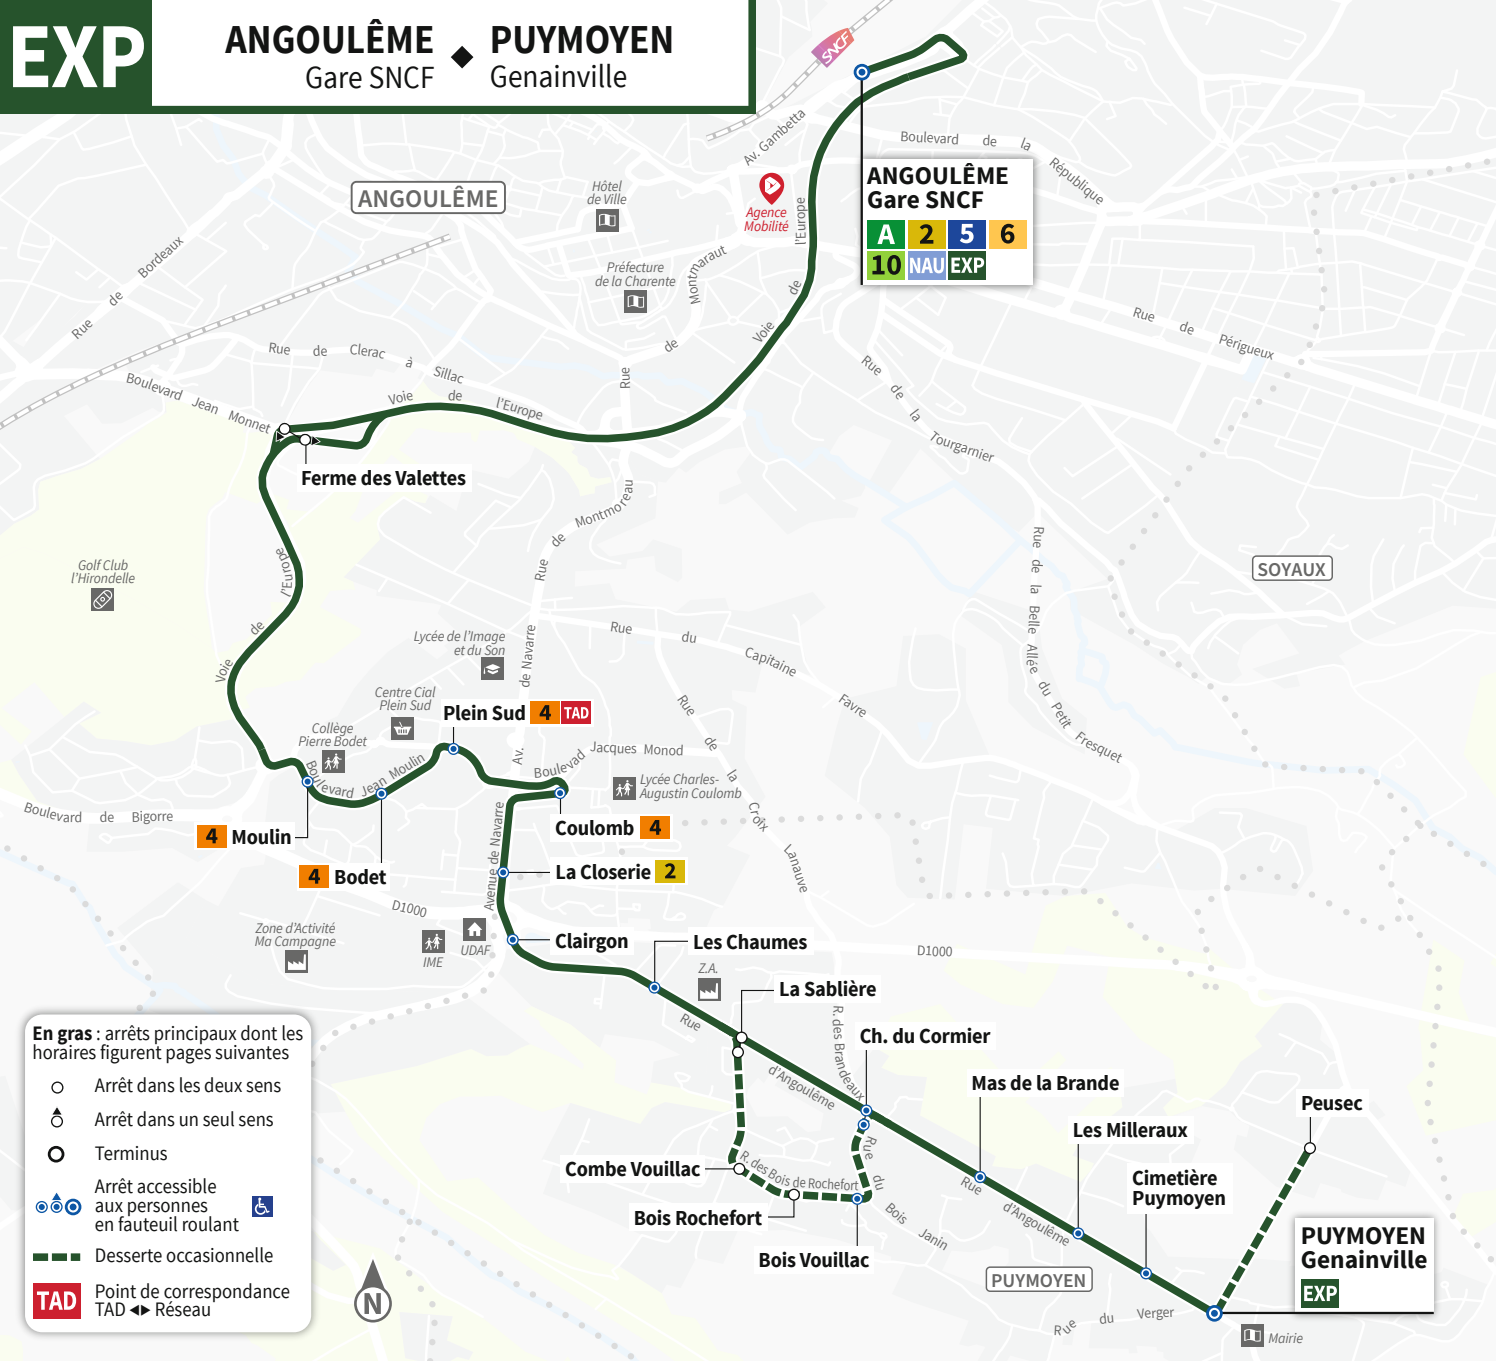 EXP
ANGOULÊME
Gare SNCF
PUYMOYEN
Genainville
SNCF
Av. Gambetta
Boulevard de la République
ANGOULÊME
Gare SNCF
A 2 5 6
10 NAU EXP
ANGOULÊME
Hôtel
de Ville
Agence
Mobilité
Préfecture
de la Charente
Rue de Bordeaux
Rue de Montmaraut
Voie de l'Europe
Rue de Périgueux
Rue de Clerac à Sillac
Boulevard Jean Monnet
Voie de l'Europe
Rue de la Tourgarnier
Ferme des Valettes
Rue de Montmoreau
Golf Club
l'Hirondelle
Voie de l'Europe
SOYAUX
Rue de la Belle Allée du Petit Fresquet
Lycée de l'Image
et du Son
Av. de Navarre
Rue du Capitaine Favre
Centre Cial
Plein Sud
Plein Sud 4 TAD
Collège
Pierre Bodet
Boulevard Jean Moulin
Boulevad Jacques Monod
Rue de la Croix Lanauve
Lycée Charles-
Augustin Coulomb
Boulevard de Bigorre
4 Moulin
4 Bodet
Coulomb 4
Avenue de Navarre
La Closerie 2
D1000
Zone d'Activité
Ma Campagne
IME
UDAF
Clairgon
Les Chaumes
D1000
Z.A.
La Sablière
Rue d'Angoulême
R. des Brandeaux
Ch. du Cormier
Mas de la Brande
Les Milleraux
Cimetière
Puymoyen
Peusec
Combe Vouillac
R. des Bois de Rochefort
Bois Rochefort
Bois Vouillac
Rue du Bois Janin
Rue d'Angoulême
PUYMOYEN
Rue du Verger
PUYMOYEN
Genainville
EXP
Mairie
En gras : arrêts principaux dont les
horaires figurent pages suivantes
Arrêt dans les deux sens
Arrêt dans un seul sens
Terminus
Arrêt accessible
aux personnes
en fauteuil roulant
Desserte occasionnelle
TAD
Point de correspondance
TAD ◀▶ Réseau
N